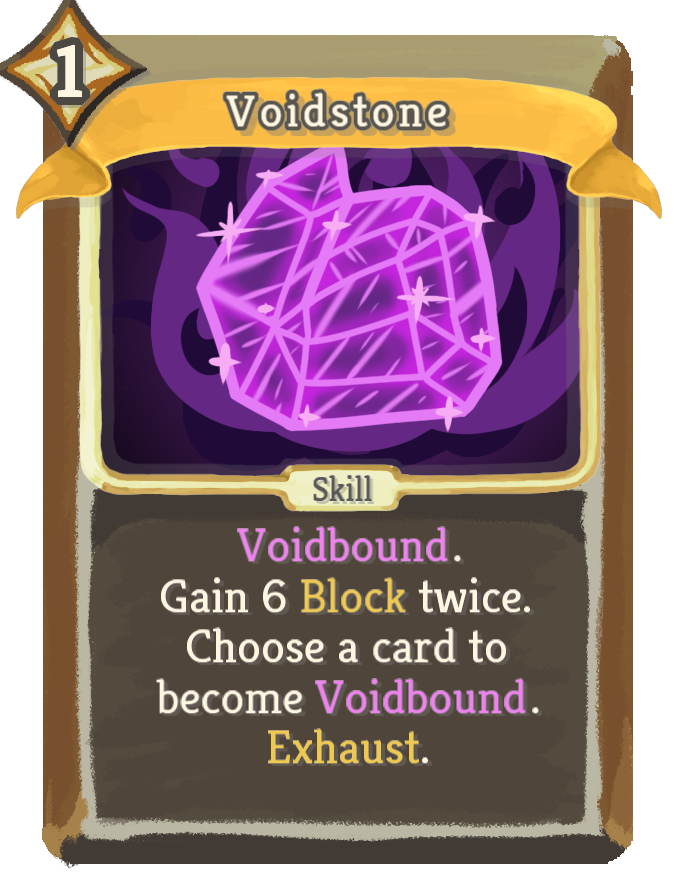 1
Voidstone
Skill
Voidbound.
Gain 6 Block twice.
Choose a card to
become Voidbound.
Exhaust.